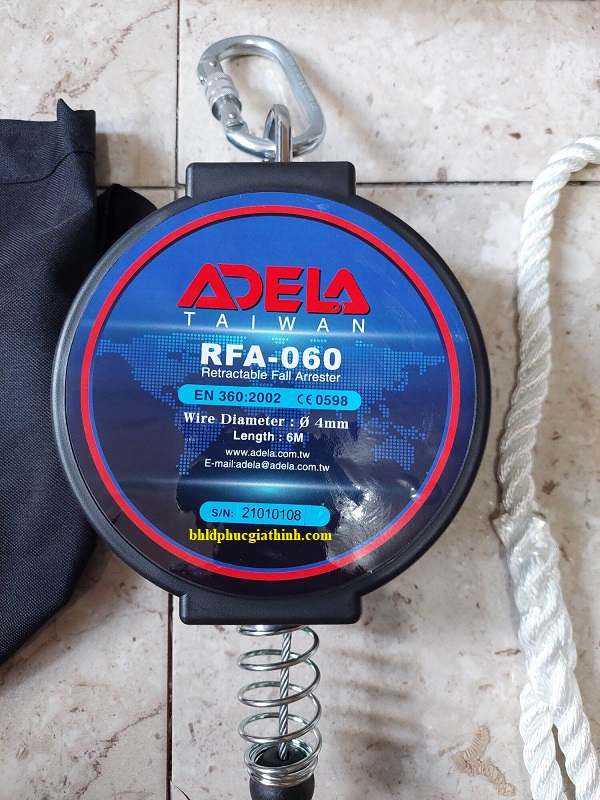 ADELA
TAIWAN
RFA-060
Retractable Fall Arrester
EN 360:2002 CE 0598
Wire Diameter : Ø 4mm
Length : 6M
www.adela.com.tw
E-mail:adela@adela.com.tw
S/N: 21010108
bhldphucgiathinh.com